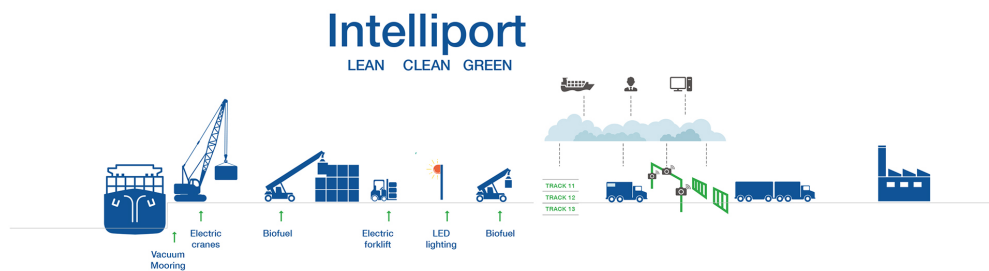 Intelliport
LEAN CLEAN GREEN
TRACK 11
TRACK 12
TRACK 13
Vacuum
Mooring
Electric
cranes
Biofuel
Electric
forklift
LED
lighting
Biofuel